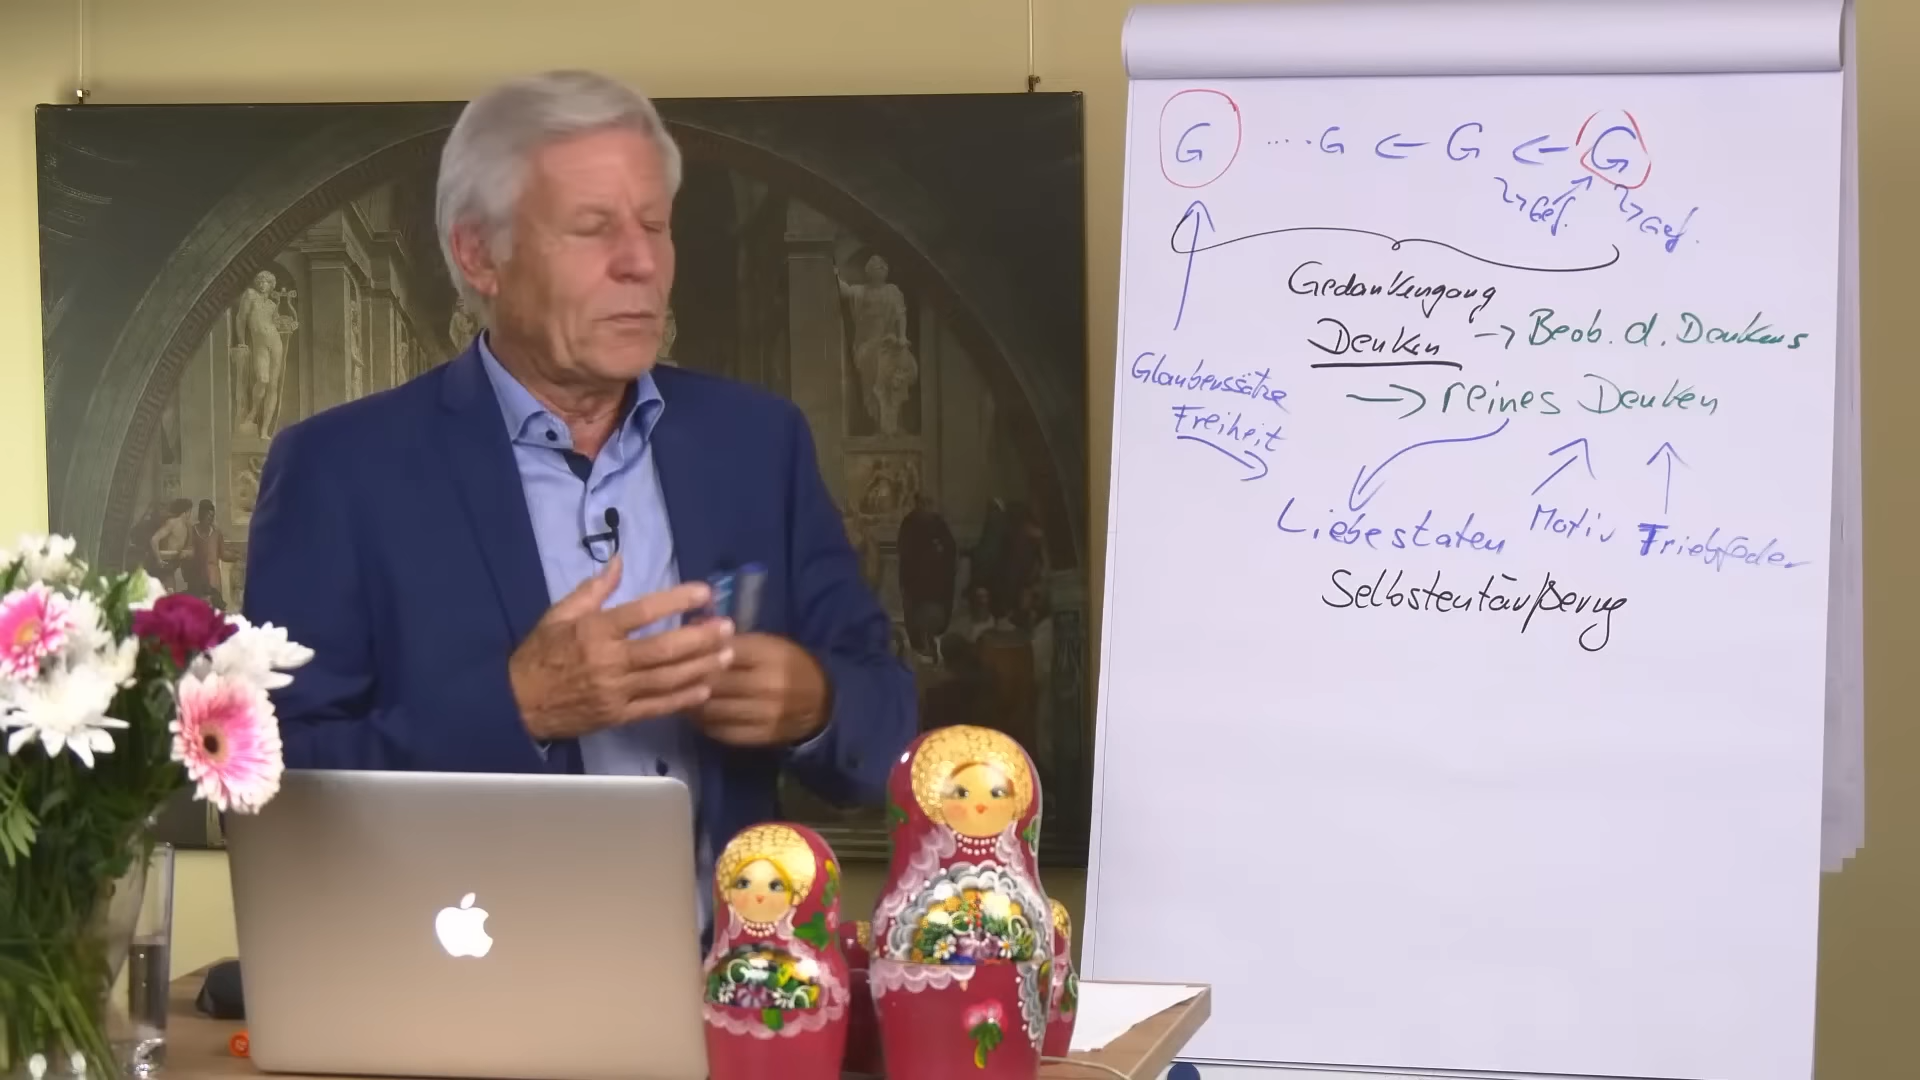 G ....G ← G ← G
↳Gef. ↳Gef.
Gedankengang
Denken → Beob. d. Denkens
Glaubenssätze
→ reines Denken
Freiheit
Liebestaten Motiv Triebfeder
Selbstentäußerung